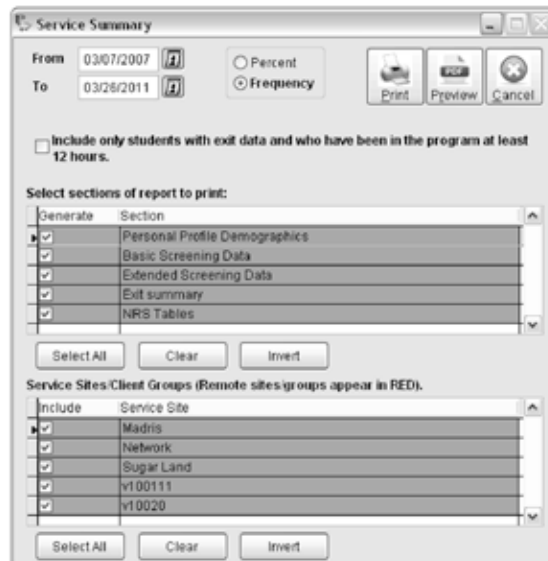 Service Summary
From 03/07/2007
To 03/26/2011
Percent
Frequency
Print
PDF
Preview
Cancel
Include only students with exit data and who have been in the program at least
12 hours.
Select sections of report to print:
Generate Section
Personal Profile Demographics
Basic Screening Data
Extended Screening Data
Exit summary
NRS Tables
Select All Clear Invert
Service Sites/Client Groups (Remote sites/groups appear in RED).
Include Service Site
Madris
Network
Sugar Land
v100111
v10020
Select All Clear Invert